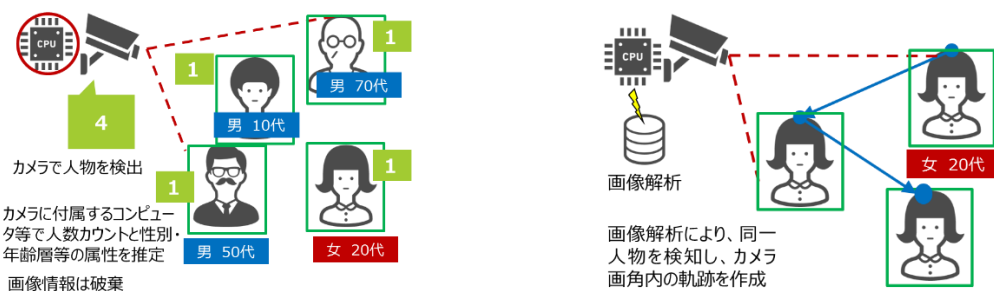 CPU
4
カメラで人物を検出
カメラに付属するコンピュー
タ等で人数カウントと性別・
年齢層等の属性を推定
画像情報は破棄
1
男 70代
1
男 10代
1
男 50代
1
女 20代
CPU
画像解析
画像解析により、同一
人物を検知し、カメラ
画角内の軌跡を作成
女 20代